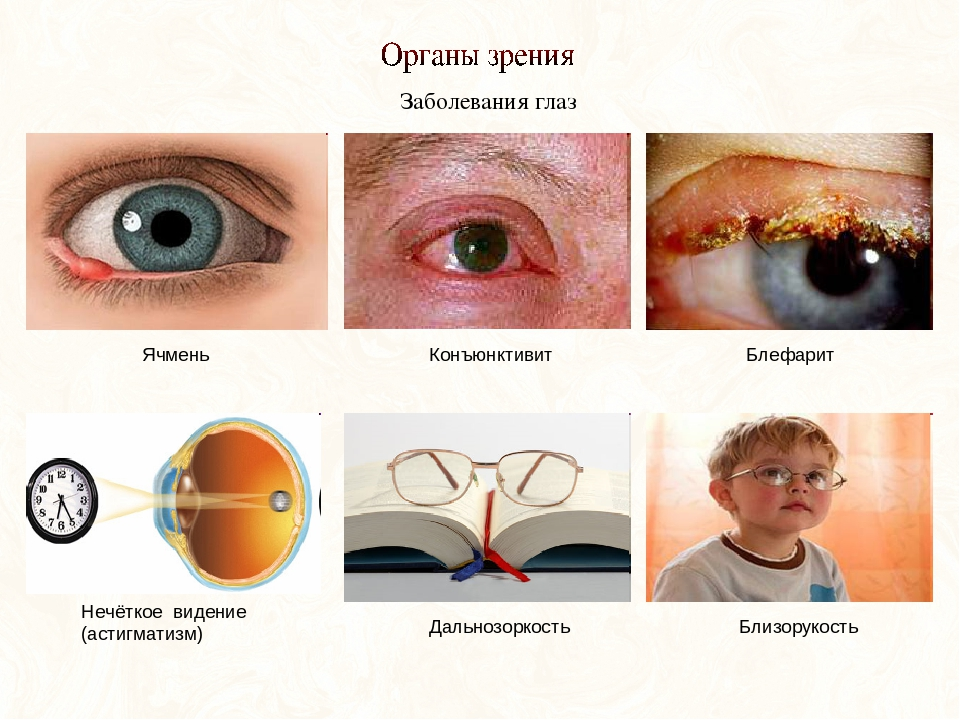 Органы зрения
Заболевания глаз
Ячмень
Конъюнктивит
Блефарит
Нечёткое видение
(астигматизм)
Дальнозоркость
Близорукость